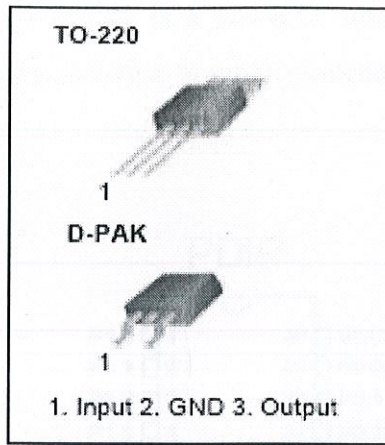 TO-220
1
D-PAK
1
1. Input 2. GND 3. Output